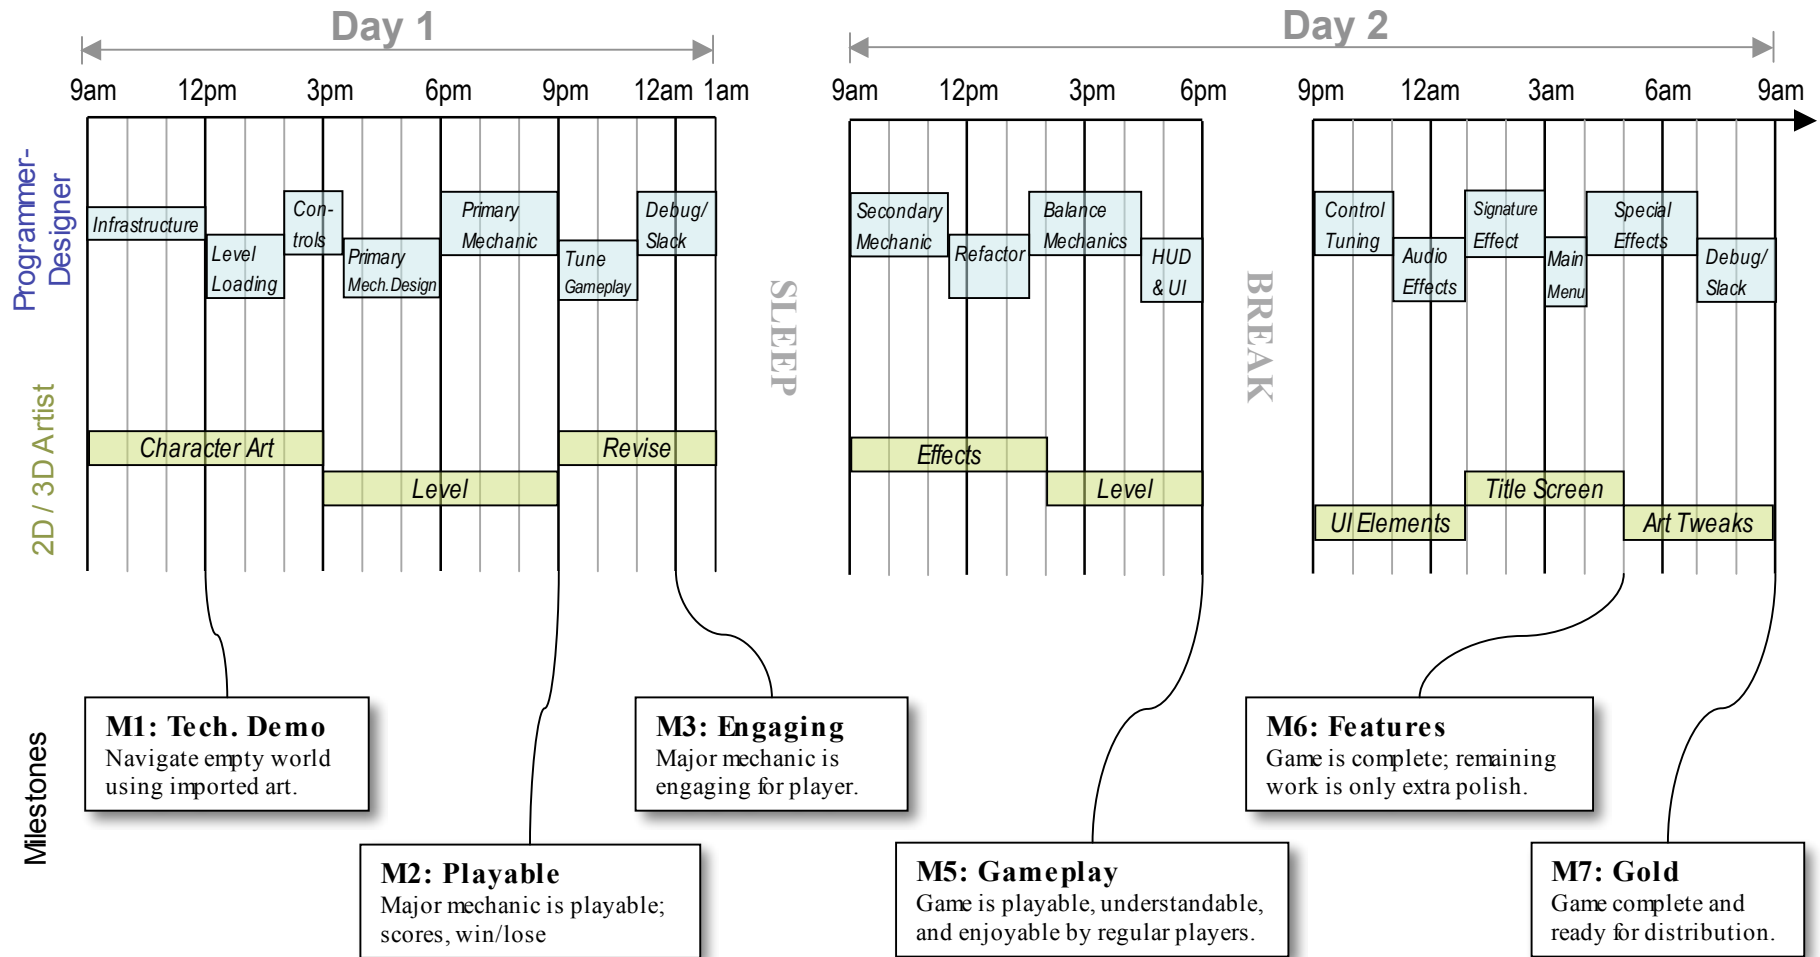 Day 1
Day 2
9am 12pm 3pm 6pm 9pm 12am 1am
9am 12pm 3pm 6pm
9pm 12am 3am 6am 9am
Programmer-
Designer
Infrastructure
Level
Loading
Con-
trols
Primary
Mech. Design
Primary
Mechanic
Tune
Gameplay
Debug/
Slack
SLEEP
Secondary
Mechanic
Refactor
Balance
Mechanics
HUD
& UI
BREAK
Control
Tuning
Audio
Effects
Signature
Effect
Main
Menu
Special
Effects
Debug/
Slack
2D / 3D Artist
Character Art
Level
Revise
Effects
Level
UI Elements
Title Screen
Art Tweaks
Milestones
M1: Tech. Demo
Navigate empty world
using imported art.
M2: Playable
Major mechanic is playable;
scores, win/lose
M3: Engaging
Major mechanic is
engaging for player.
M5: Gameplay
Game is playable, understandable,
and enjoyable by regular players.
M6: Features
Game is complete; remaining
work is only extra polish.
M7: Gold
Game complete and
ready for distribution.